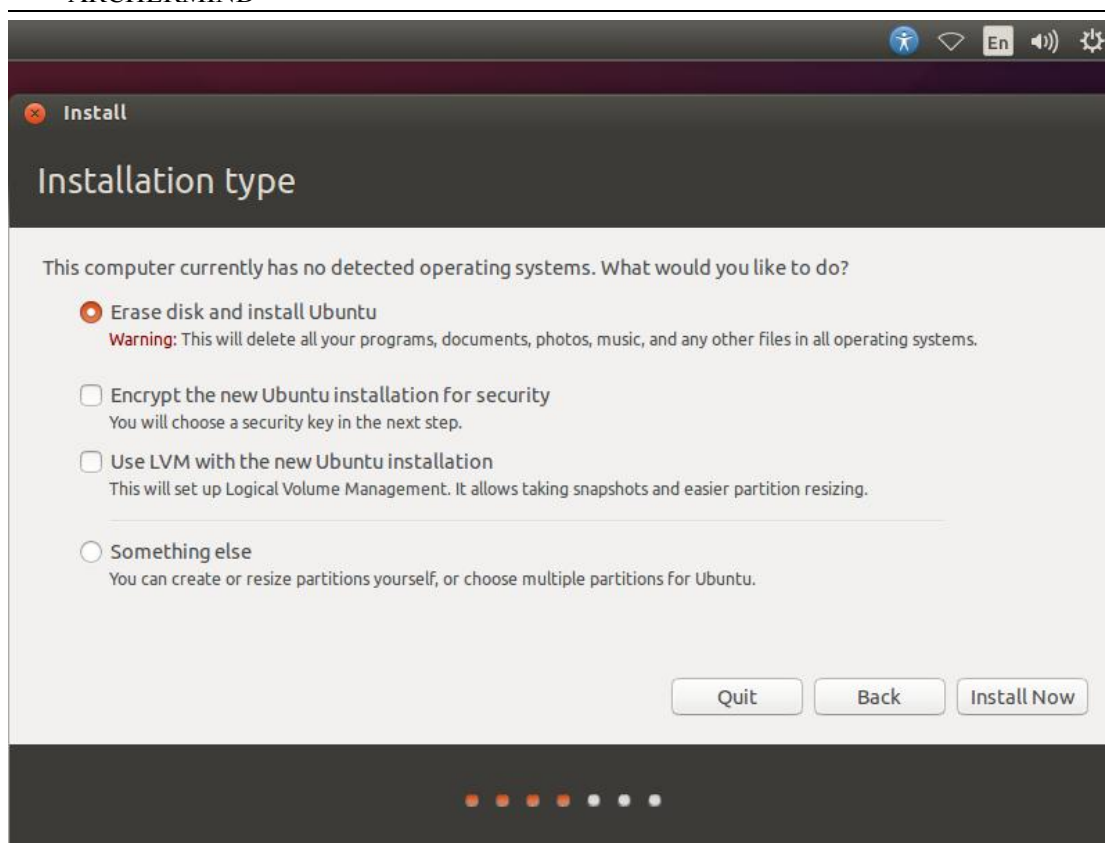 ARCHERMIND
En
Install
Installation type
This computer currently has no detected operating systems. What would you like to do?
Erase disk and install Ubuntu
Warning: This will delete all your programs, documents, photos, music, and any other files in all operating systems.
Encrypt the new Ubuntu installation for security
You will choose a security key in the next step.
Use LVM with the new Ubuntu installation
This will set up Logical Volume Management. It allows taking snapshots and easier partition resizing.
Something else
You can create or resize partitions yourself, or choose multiple partitions for Ubuntu.
Quit Back Install Now